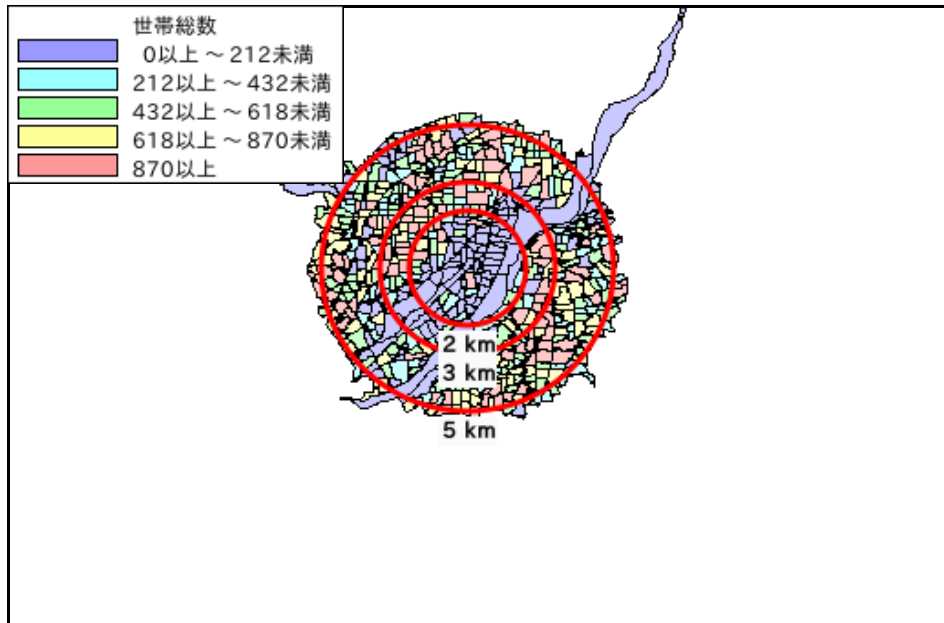 世帯総数
0以上 ～ 212未満
212以上 ～ 432未満
432以上 ～ 618未満
618以上 ～ 870未満
870以上
2 km
3 km
5 km